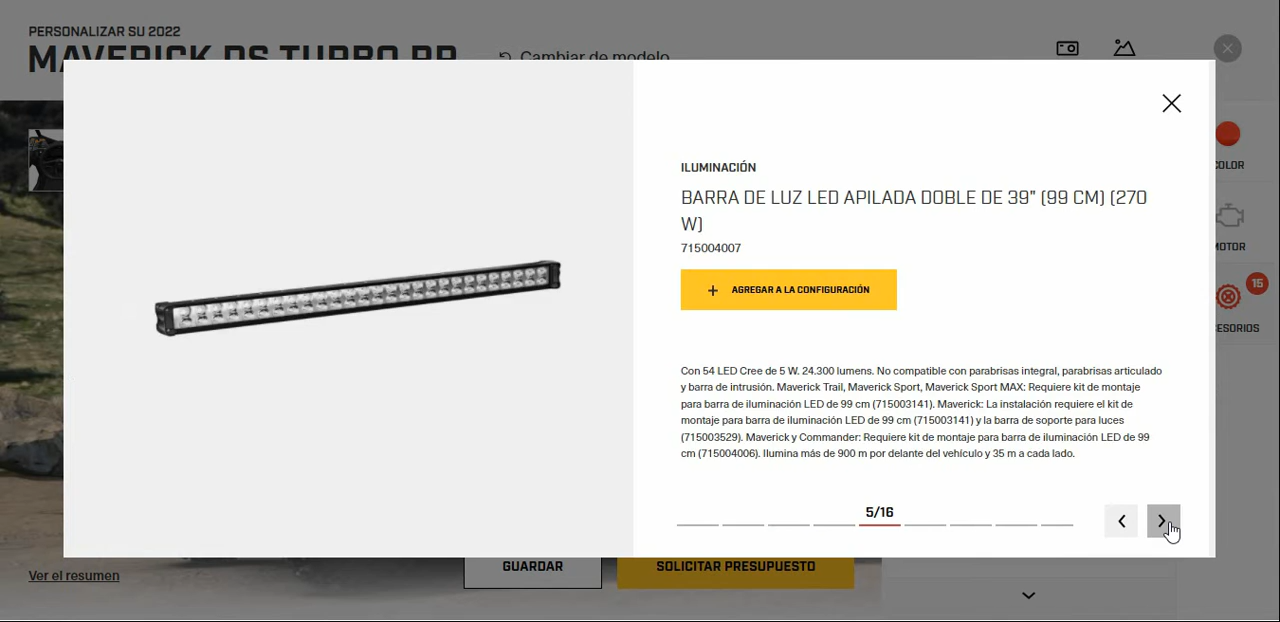 PERSONALIZAR SU 2022
MAVERICK DS TURBO RR
Cambiar de modelo
COLOR
MOTOR
15
ESORIOS
ILUMINACIÓN
BARRA DE LUZ LED APILADA DOBLE DE 39" (99 CM) (270
W)
715004007
+ AGREGAR A LA CONFIGURACIÓN
Con 54 LED Cree de 5 W. 24.300 lumens. No compatible con parabrisas integral, parabrisas articulado
y barra de intrusión. Maverick Trail, Maverick Sport, Maverick Sport MAX: Requiere kit de montaje
para barra de iluminación LED de 99 cm (715003141). Maverick: La instalación requiere el kit de
montaje para barra de iluminación LED de 99 cm (715003141) y la barra de soporte para luces
(715003529). Maverick y Commander: Requiere kit de montaje para barra de iluminación LED de 99
cm (715004006). Ilumina más de 900 m por delante del vehículo y 35 m a cada lado.
5/16
Ver el resumen
GUARDAR
SOLICITAR PRESUPUESTO